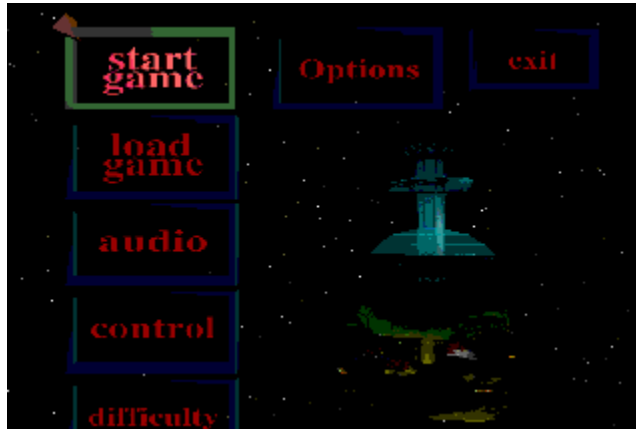 start
game
Options
exit
load
game
audio
control
difficulty